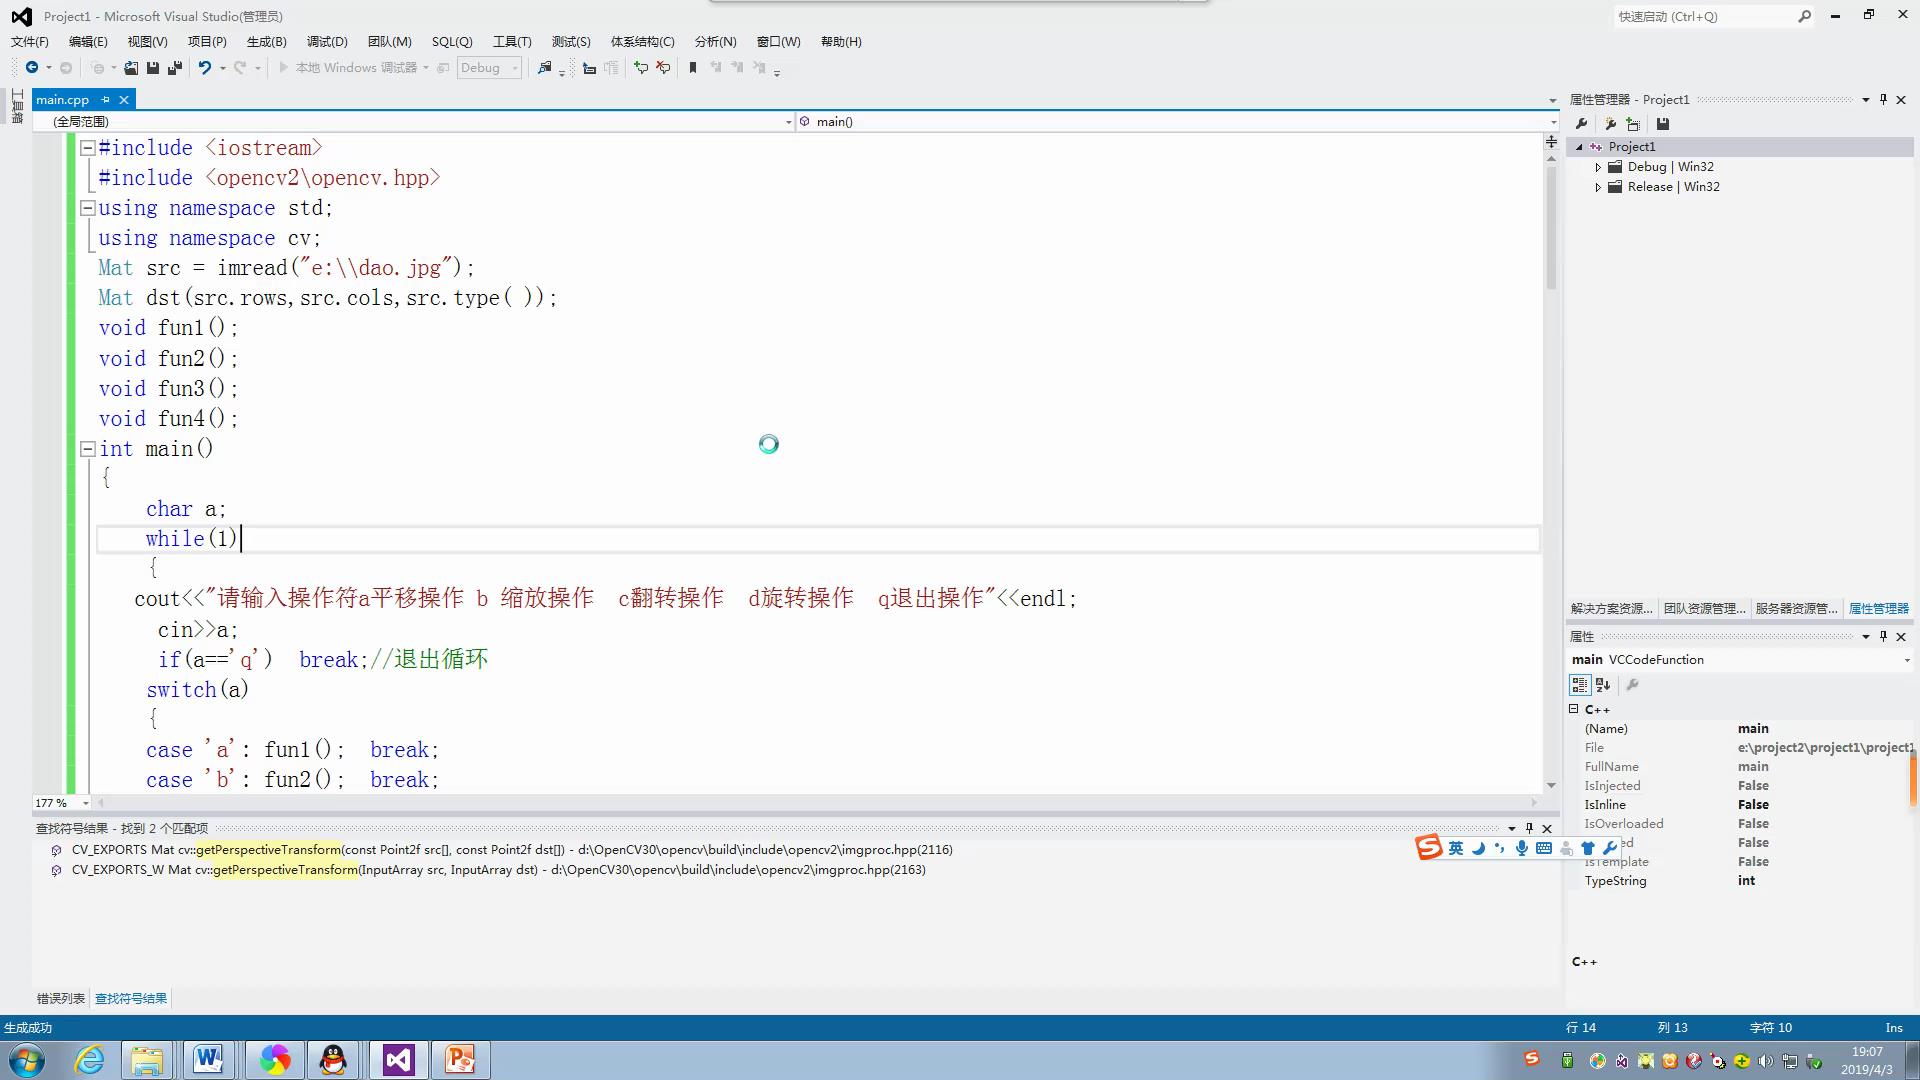 Project1 - Microsoft Visual Studio(管理员)
快速启动 (Ctrl+Q)
文件(F) 编辑(E) 视图(V) 项目(P) 生成(B) 调试(D) 团队(M) SQL(Q) 工具(T) 测试(S) 体系结构(C) 分析(N) 窗口(W) 帮助(H)
本地 Windows 调试器 Debug
工具箱
main.cpp
(全局范围) main()
#include <iostream>
#include <opencv2\opencv.hpp>
using namespace std;
using namespace cv;
Mat src = imread("e:\\dao.jpg");
Mat dst(src.rows,src.cols,src.type( ));
void fun1();
void fun2();
void fun3();
void fun4();
int main()
{
char a;
while(1)
{
cout<<"请输入操作符a平移操作 b 缩放操作  c翻转操作  d旋转操作  q退出操作"<<endl;
cin>>a;
if(a=='q')  break;//退出循环
switch(a)
{
case 'a': fun1();  break;
case 'b': fun2();  break;
177 %
查找符号结果 - 找到 2 个匹配项
CV_EXPORTS Mat cv::getPerspectiveTransform(const Point2f src[], const Point2f dst[]) - d:\OpenCV30\opencv\build\include\opencv2\imgproc.hpp(2116)
CV_EXPORTS_W Mat cv::getPerspectiveTransform(InputArray src, InputArray dst) - d:\OpenCV30\opencv\build\include\opencv2\imgproc.hpp(2163)
错误列表 查找符号结果
属性管理器 - Project1
Project1
Debug | Win32
Release | Win32
解决方案资源... 团队资源管理... 服务器资源管... 属性管理器
属性
main VCCodeFunction
C++
(Name) main
File e:\project2\project1\project1
FullName main
IsInjected False
IsInline False
IsOverloaded False
False
IsTemplate False
TypeString int
英
C++
生成成功 行 14 列 13 字符 10 Ins
19:07
2019/4/3